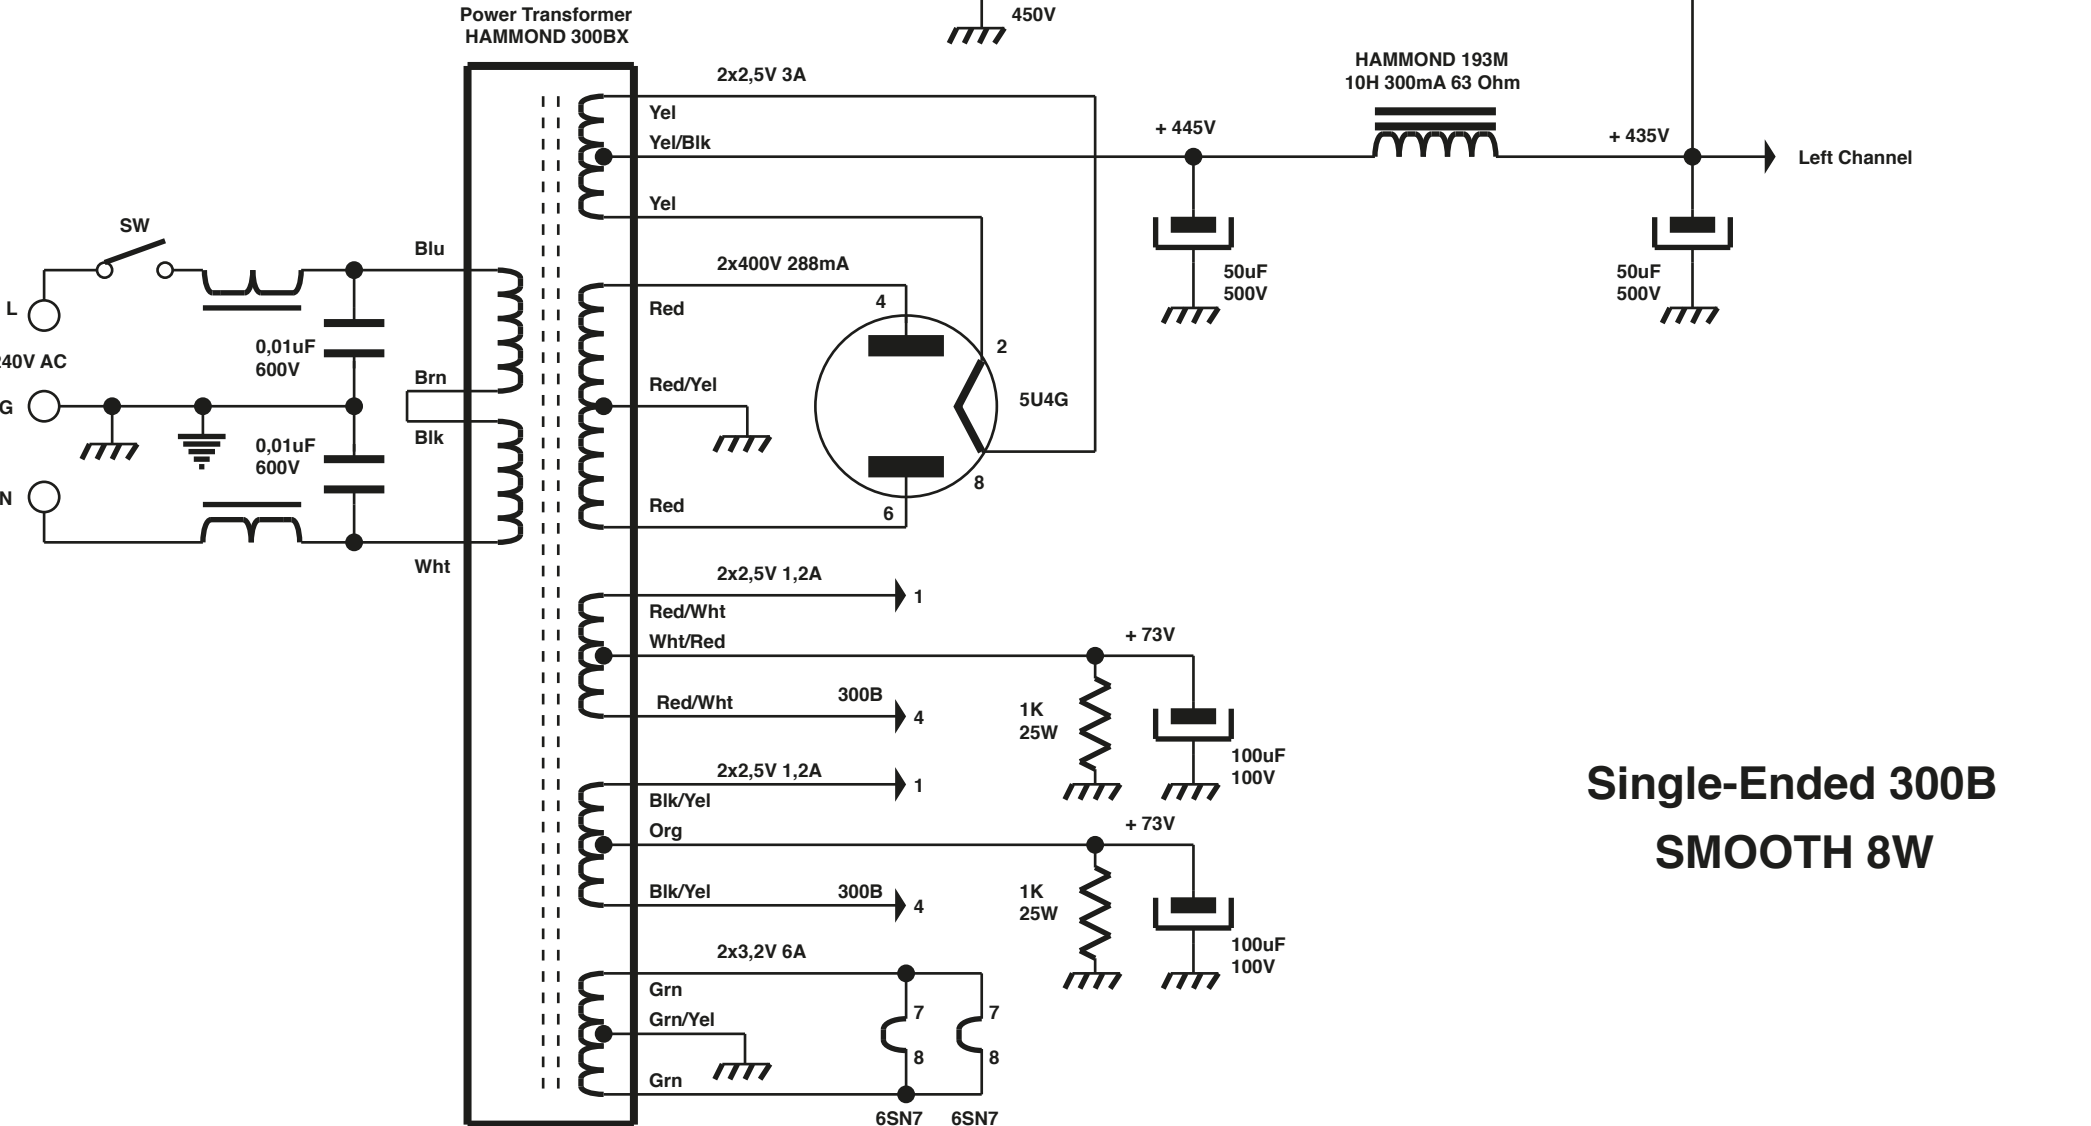 Power Transformer
HAMMOND 300BX
450V
HAMMOND 193M
10H 300mA 63 Ohm
2x2,5V 3A
Yel
Yel/Blk
+ 445V
+ 435V
Left Channel
Yel
SW
Blu
2x400V 288mA
50uF
500V
50uF
500V
L
Red
4
2
0,01uF
600V
240V AC
Brn
Red/Yel
5U4G
G
Blk
0,01uF
600V
N
Red
8
6
Wht
2x2,5V 1,2A
1
Red/Wht
Wht/Red
+ 73V
Red/Wht
300B
4
1K
25W
100uF
100V
2x2,5V 1,2A
1
Blk/Yel
Org
+ 73V
Blk/Yel
300B
4
1K
25W
100uF
100V
Single-Ended 300B
SMOOTH 8W
2x3,2V 6A
Grn
Grn/Yel
7
7
8
8
Grn
6SN7
6SN7